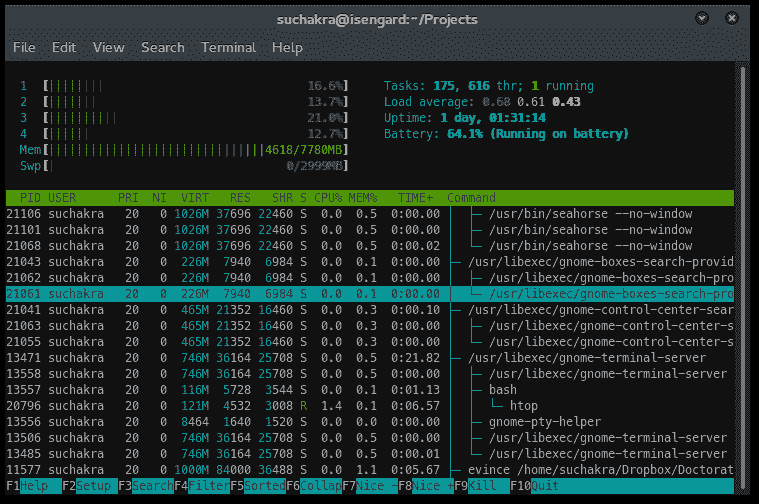 suchakra@isengard:~/Projects
File Edit View Search Terminal Help
1 [||||||||| 16.6%] Tasks: 175, 616 thr; 1 running
2 [|||||||| 13.7%] Load average: 0.68 0.61 0.43
3 [||||||||||| 21.0%] Uptime: 1 day, 01:31:14
4 [||||||| 12.7%] Battery: 64.1% (Running on battery)
Mem[|||||||||||||||||||||||||||||||4618/7780MB]
Swp[| 0/2999MB]
PID USER PRI NI VIRT RES SHR S CPU% MEM% TIME+ Command
21106 suchakra 20 0 1026M 37696 22460 S 0.0 0.5 0:00.00 │ ├─ /usr/bin/seahorse --no-window
21101 suchakra 20 0 1026M 37696 22460 S 0.0 0.5 0:00.00 │ ├─ /usr/bin/seahorse --no-window
21068 suchakra 20 0 1026M 37696 22460 S 0.0 0.5 0:00.02 │ └─ /usr/bin/seahorse --no-window
21043 suchakra 20 0 226M 7940 6984 S 0.0 0.1 0:00.00 ├─ /usr/libexec/gnome-boxes-search-provid
21062 suchakra 20 0 226M 7940 6984 S 0.0 0.1 0:00.00 │ ├─ /usr/libexec/gnome-boxes-search-pro
21061 suchakra 20 0 226M 7940 6984 S 0.0 0.1 0:00.00 │ └─ /usr/libexec/gnome-boxes-search-pro
21041 suchakra 20 0 465M 21352 16460 S 0.0 0.3 0:00.10 ├─ /usr/libexec/gnome-control-center-sear
21063 suchakra 20 0 465M 21352 16460 S 0.0 0.3 0:00.00 │ ├─ /usr/libexec/gnome-control-center-s
21055 suchakra 20 0 465M 21352 16460 S 0.0 0.3 0:00.00 │ └─ /usr/libexec/gnome-control-center-s
13471 suchakra 20 0 746M 36164 25708 S 0.0 0.5 0:21.82 ├─ /usr/libexec/gnome-terminal-server
13558 suchakra 20 0 746M 36164 25708 S 0.0 0.5 0:00.00 │ ├─ /usr/libexec/gnome-terminal-server
13557 suchakra 20 0 116M 5728 3544 S 0.0 0.1 0:01.13 │ ├─ bash
20796 suchakra 20 0 121M 4532 3008 R 1.4 0.1 0:06.57 │ │ └─ htop
13556 suchakra 20 0 8464 1640 1520 S 0.0 0.0 0:00.00 │ ├─ gnome-pty-helper
13506 suchakra 20 0 746M 36164 25708 S 0.0 0.5 0:00.00 │ ├─ /usr/libexec/gnome-terminal-server
13485 suchakra 20 0 746M 36164 25708 S 0.0 0.5 0:00.01 │ └─ /usr/libexec/gnome-terminal-server
11577 suchakra 20 0 1000M 84000 36488 S 0.0 1.1 0:05.67 ├─ evince /home/suchakra/Dropbox/Doctorat
F1Help F2Setup F3SearchF4FilterF5SortedF6CollapF7Nice -F8Nice +F9Kill F10Quit